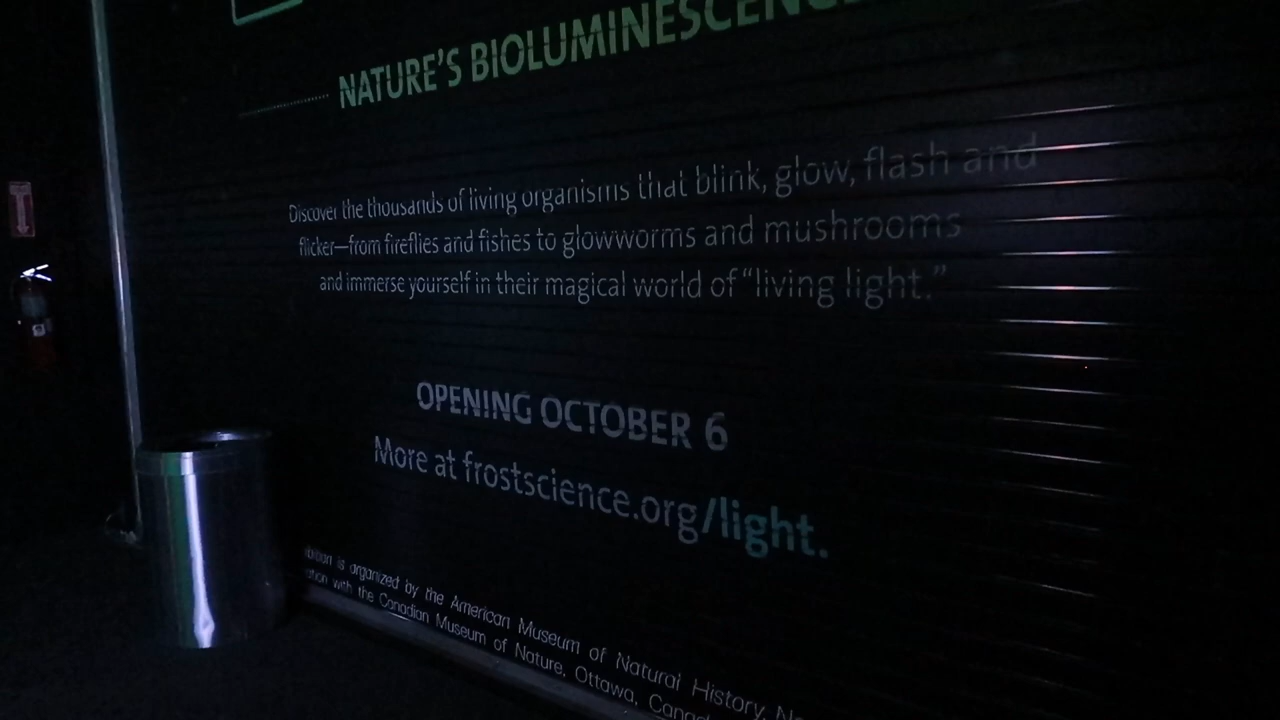 NATURE'S BIOLUMINESCENCE
Discover the thousands of living organisms that blink, glow, flash and
flicker—from fireflies and fishes to glowworms and mushrooms
and immerse yourself in their magical world of “living light.”
OPENING OCTOBER 6
More at frostscience.org/light.
is organized by the American Museum of Natural History,
with the Canadian Museum of Nature, Ottawa,